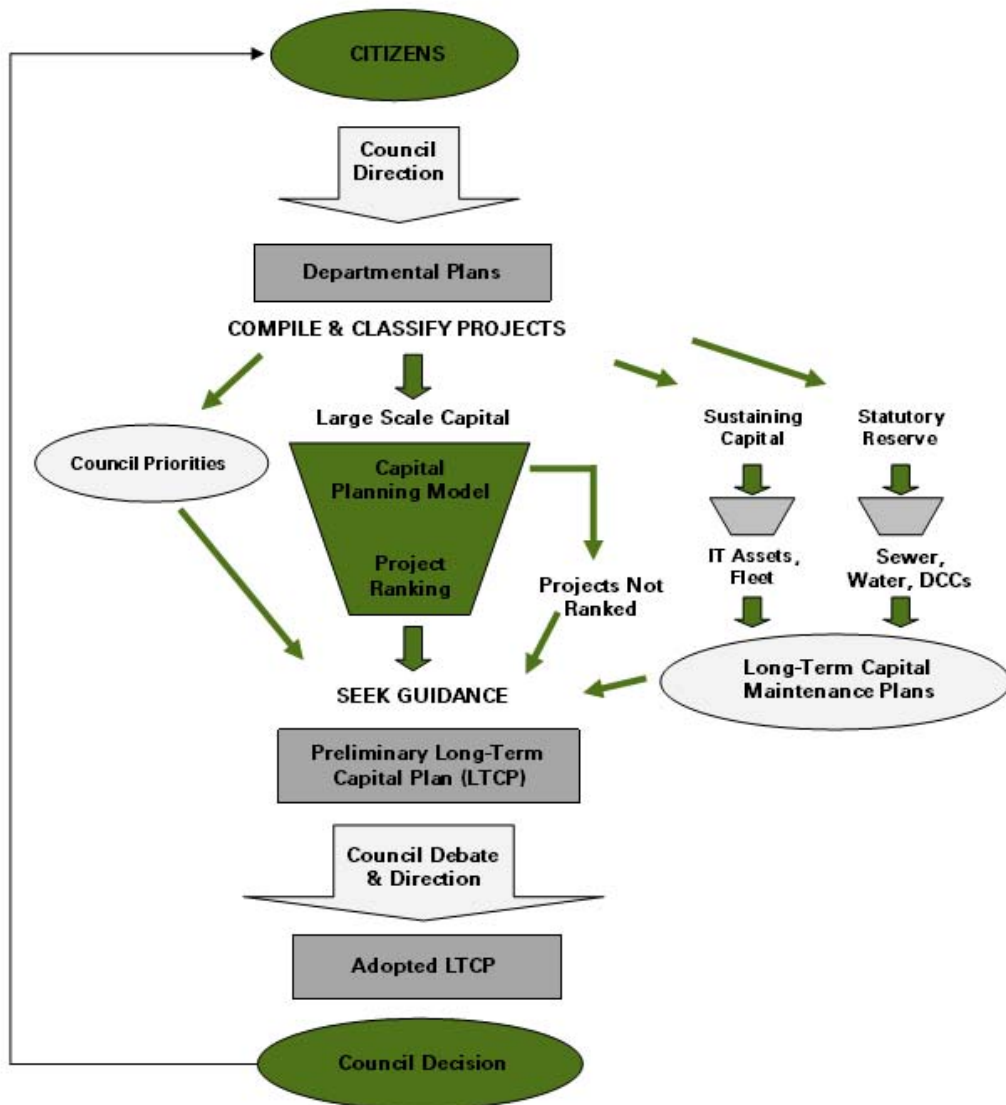 CITIZENS
Council
Direction
Departmental Plans
COMPILE & CLASSIFY PROJECTS
Large Scale Capital
Sustaining
Capital
Statutory
Reserve
Council Priorities
Capital
Planning Model
Project
Ranking
Projects Not
Ranked
IT Assets,
Fleet
Sewer,
Water, DCCs
Long-Term Capital
Maintenance Plans
SEEK GUIDANCE
Preliminary Long-Term
Capital Plan (LTCP)
Council Debate
& Direction
Adopted LTCP
Council Decision